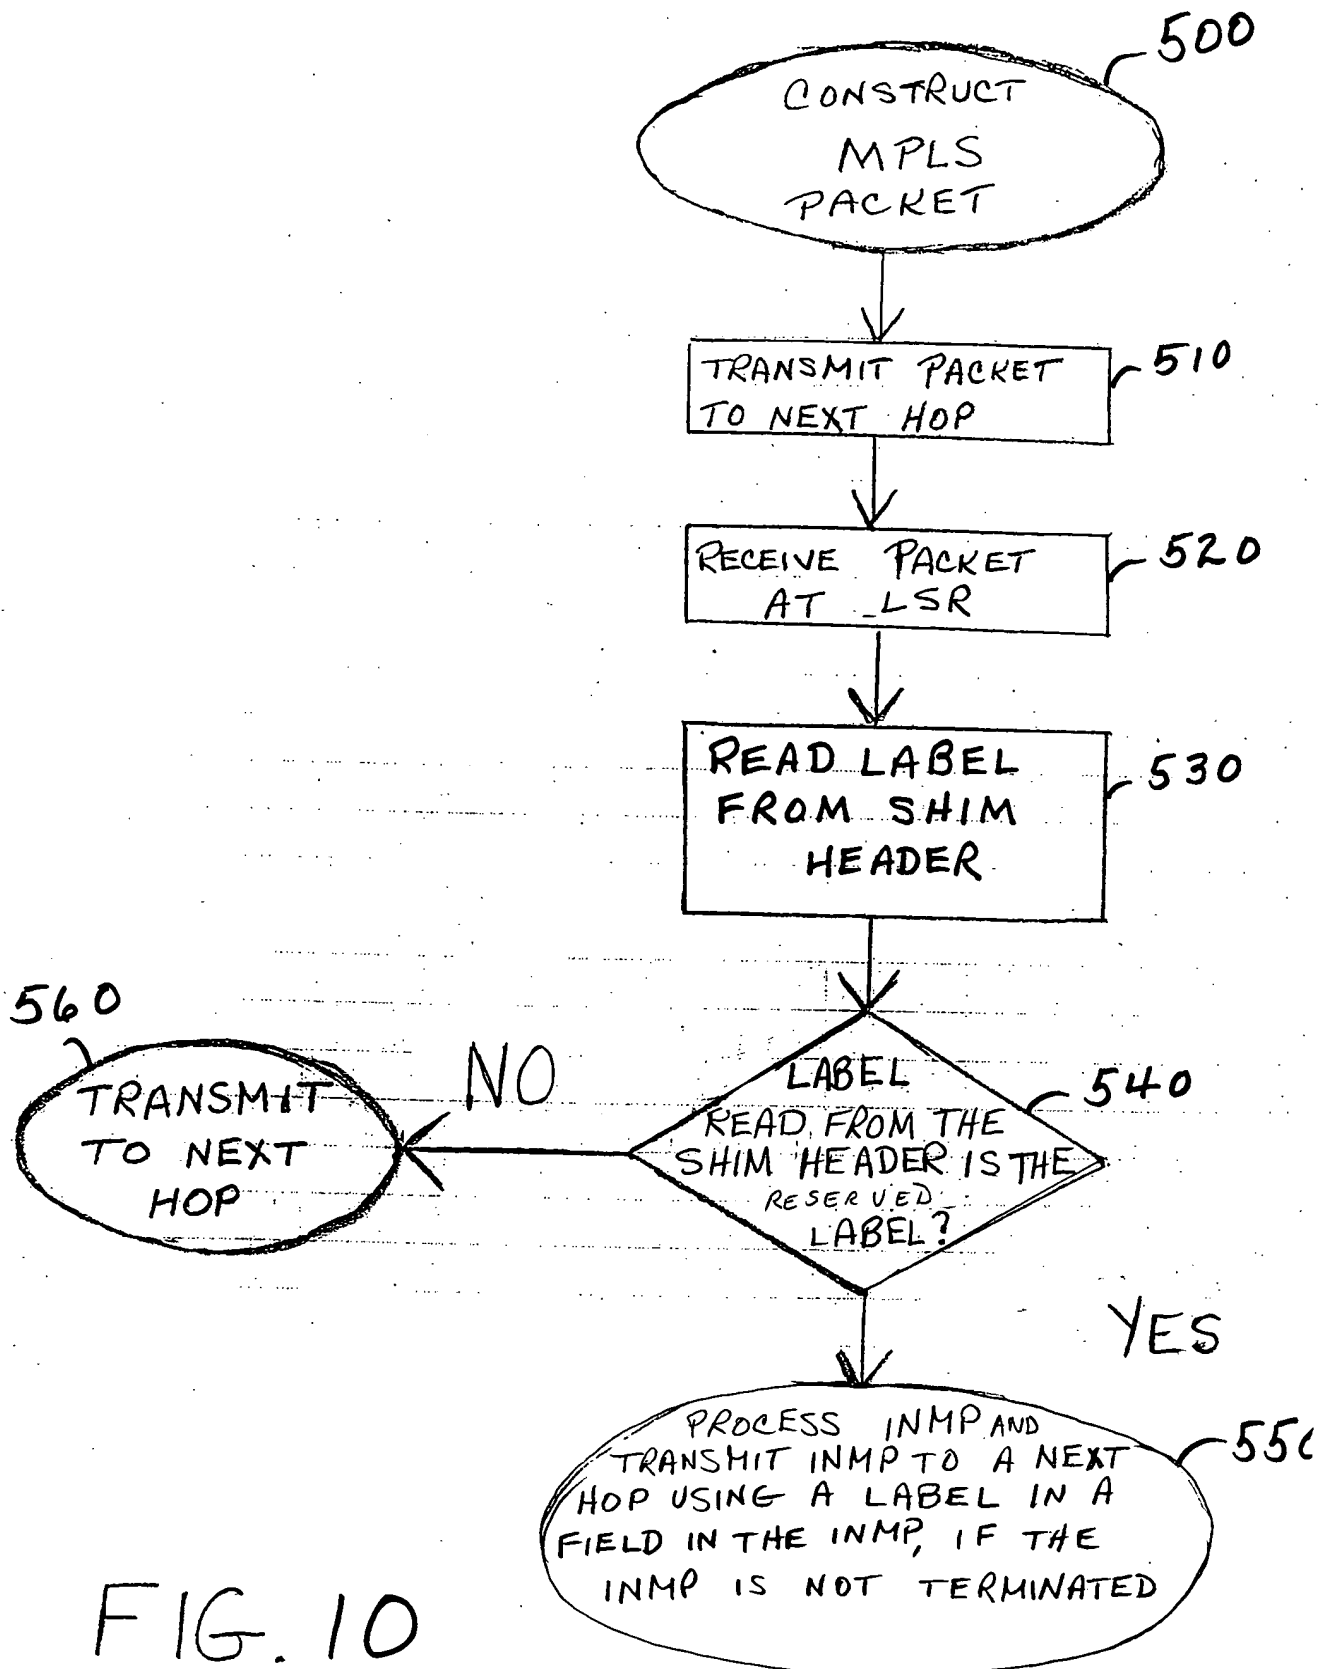 500
CONSTRUCT
MPLS
PACKET
TRANSMIT PACKET
TO NEXT HOP
510
RECEIVE PACKET
AT LSR
520
READ LABEL
FROM SHIM
HEADER
530
560
TRANSMIT
TO NEXT
HOP
NO
LABEL
READ FROM THE
SHIM HEADER IS THE
RESERVED
LABEL?
540
YES
PROCESS INMP AND
TRANSMIT INMP TO A NEXT
HOP USING A LABEL IN A
FIELD IN THE INMP, IF THE
INMP IS NOT TERMINATED
FIG. 10